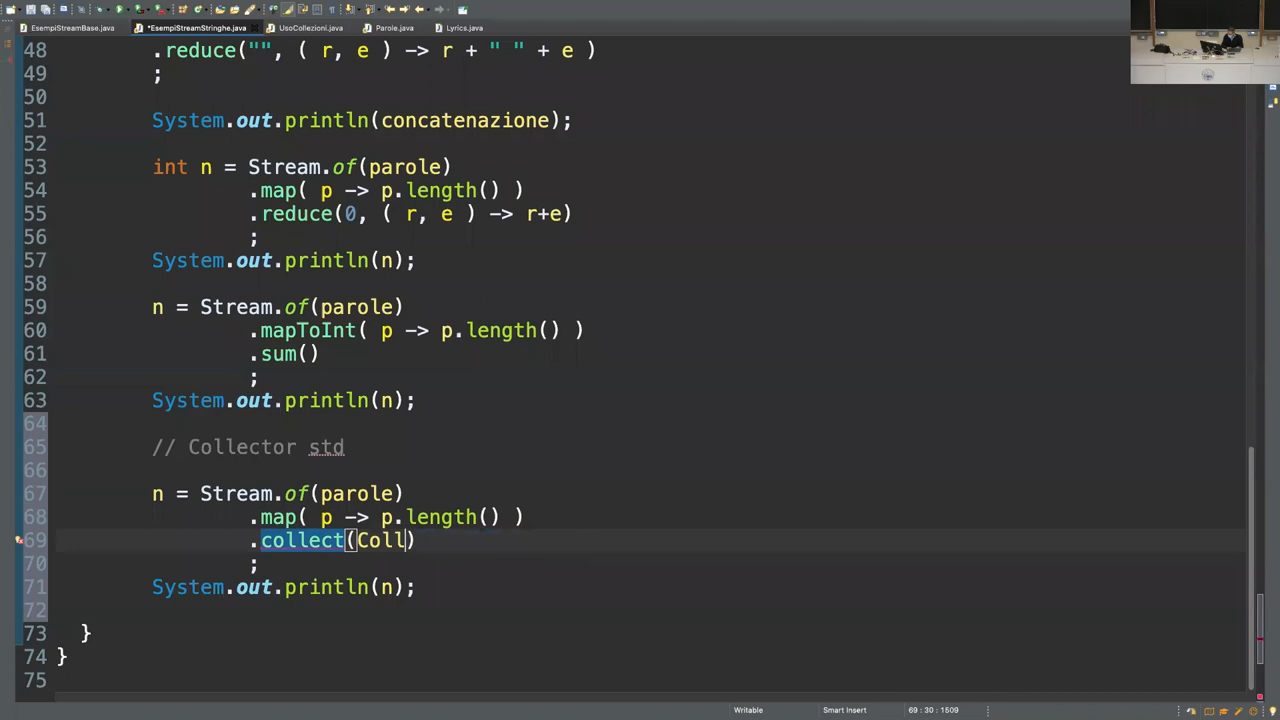 EsempiStreamBase.java
*EsempiStreamStringhe.java
UsoCollezioni.java
Parole.java
Lyrics.java
48 .reduce("", ( r, e ) -> r + " " + e )
49 ;
50
51 System.out.println(concatenazione);
52
53 int n = Stream.of(parole)
54 .map( p -> p.length() )
55 .reduce(0, ( r, e ) -> r+e)
56 ;
57 System.out.println(n);
58
59 n = Stream.of(parole)
60 .mapToInt( p -> p.length() )
61 .sum()
62 ;
63 System.out.println(n);
64
65 // Collector std
66
67 n = Stream.of(parole)
68 .map( p -> p.length() )
69 .collect(Coll)
70 ;
71 System.out.println(n);
72
73 }
74 }
75
Writable
Smart Insert
69 : 30 : 1509